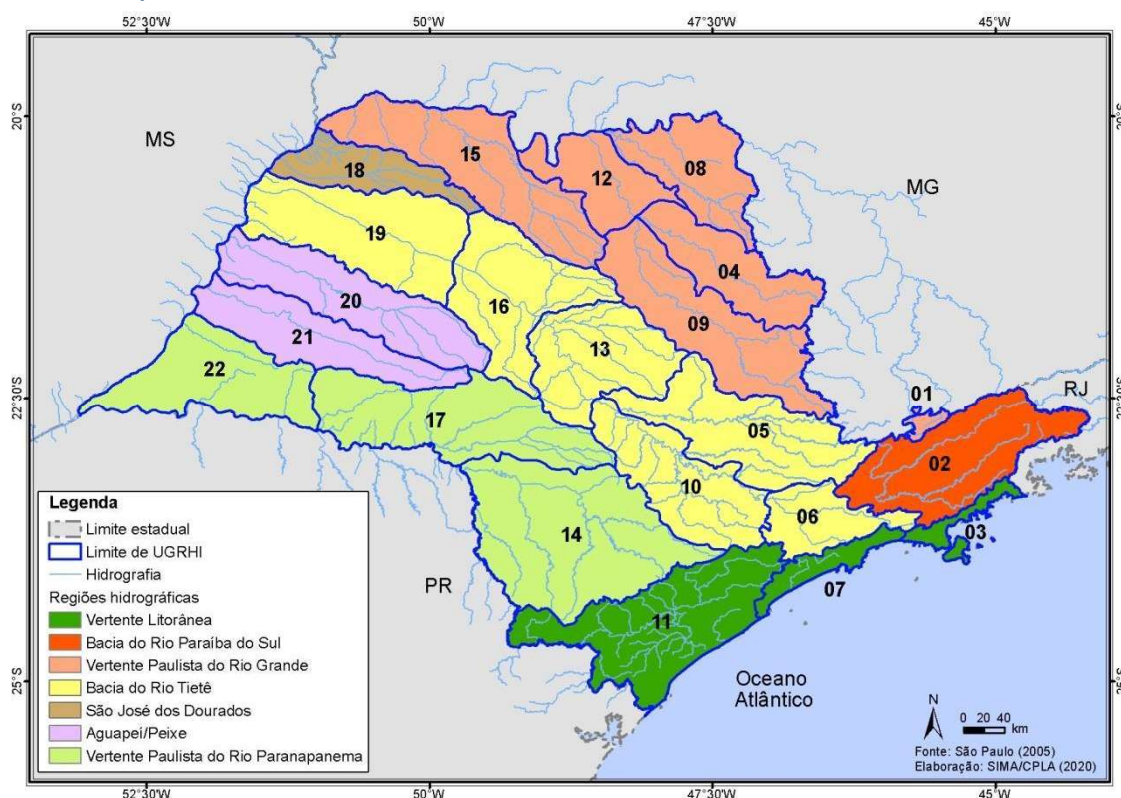 52°30'W
50°W
47°30'W
45°W
20°S
20°S
MS
15
18
12
08
MG
19
04
20
16
09
21
13
22
01
RJ
22°30'S
22°30'S
17
05
02
10
06
03
14
07
PR
11
25°S
25°S
Oceano
Atlântico
Legenda
Limite estadual
Limite de UGRHI
Hidrografia
Regiões hidrográficas
Vertente Litorânea
Bacia do Rio Paraíba do Sul
Vertente Paulista do Rio Grande
Bacia do Rio Tietê
São José dos Dourados
Aguapeí/Peixe
Vertente Paulista do Rio Paranapanema
N
0 20 40
km
Fonte: São Paulo (2005)
Elaboração: SIMA/CPLA (2020)
52°30'W
50°W
47°30'W
45°W